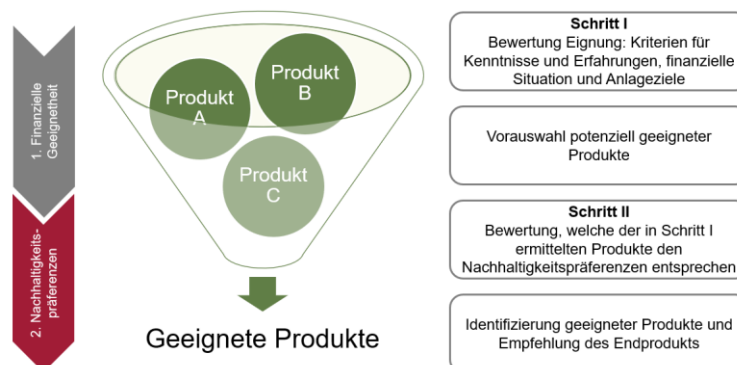 1. Finanzielle
Geeignetheit
2. Nachhaltigkeits-
präferenzen
Produkt
A
Produkt
B
Produkt
C
Geeignete Produkte
Schritt I
Bewertung Eignung: Kriterien für
Kenntnisse und Erfahrungen, finanzielle
Situation und Anlageziele
Vorauswahl potenziell geeigneter
Produkte
Schritt II
Bewertung, welche der in Schritt I
ermittelten Produkte den
Nachhaltigkeitspräferenzen entsprechen
Identifizierung geeigneter Produkte und
Empfehlung des Endprodukts